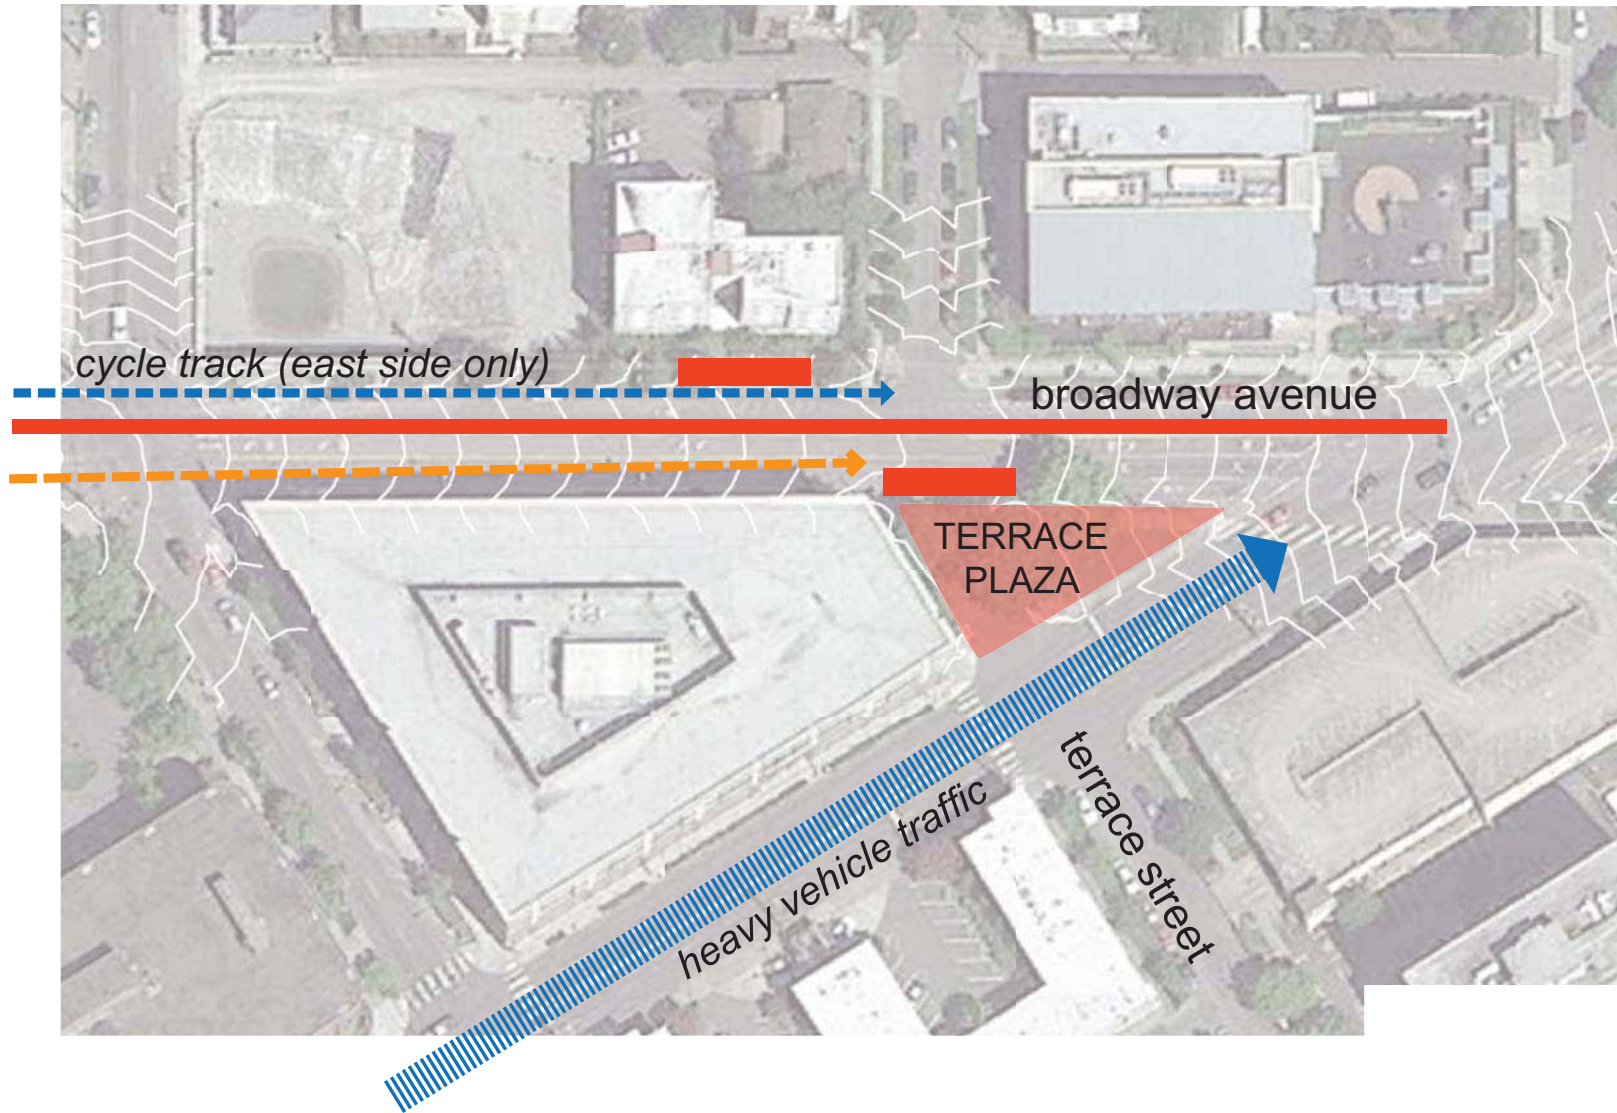 cycle track (east side only)
broadway avenue
TERRACE
PLAZA
heavy vehicle traffic
terrace street